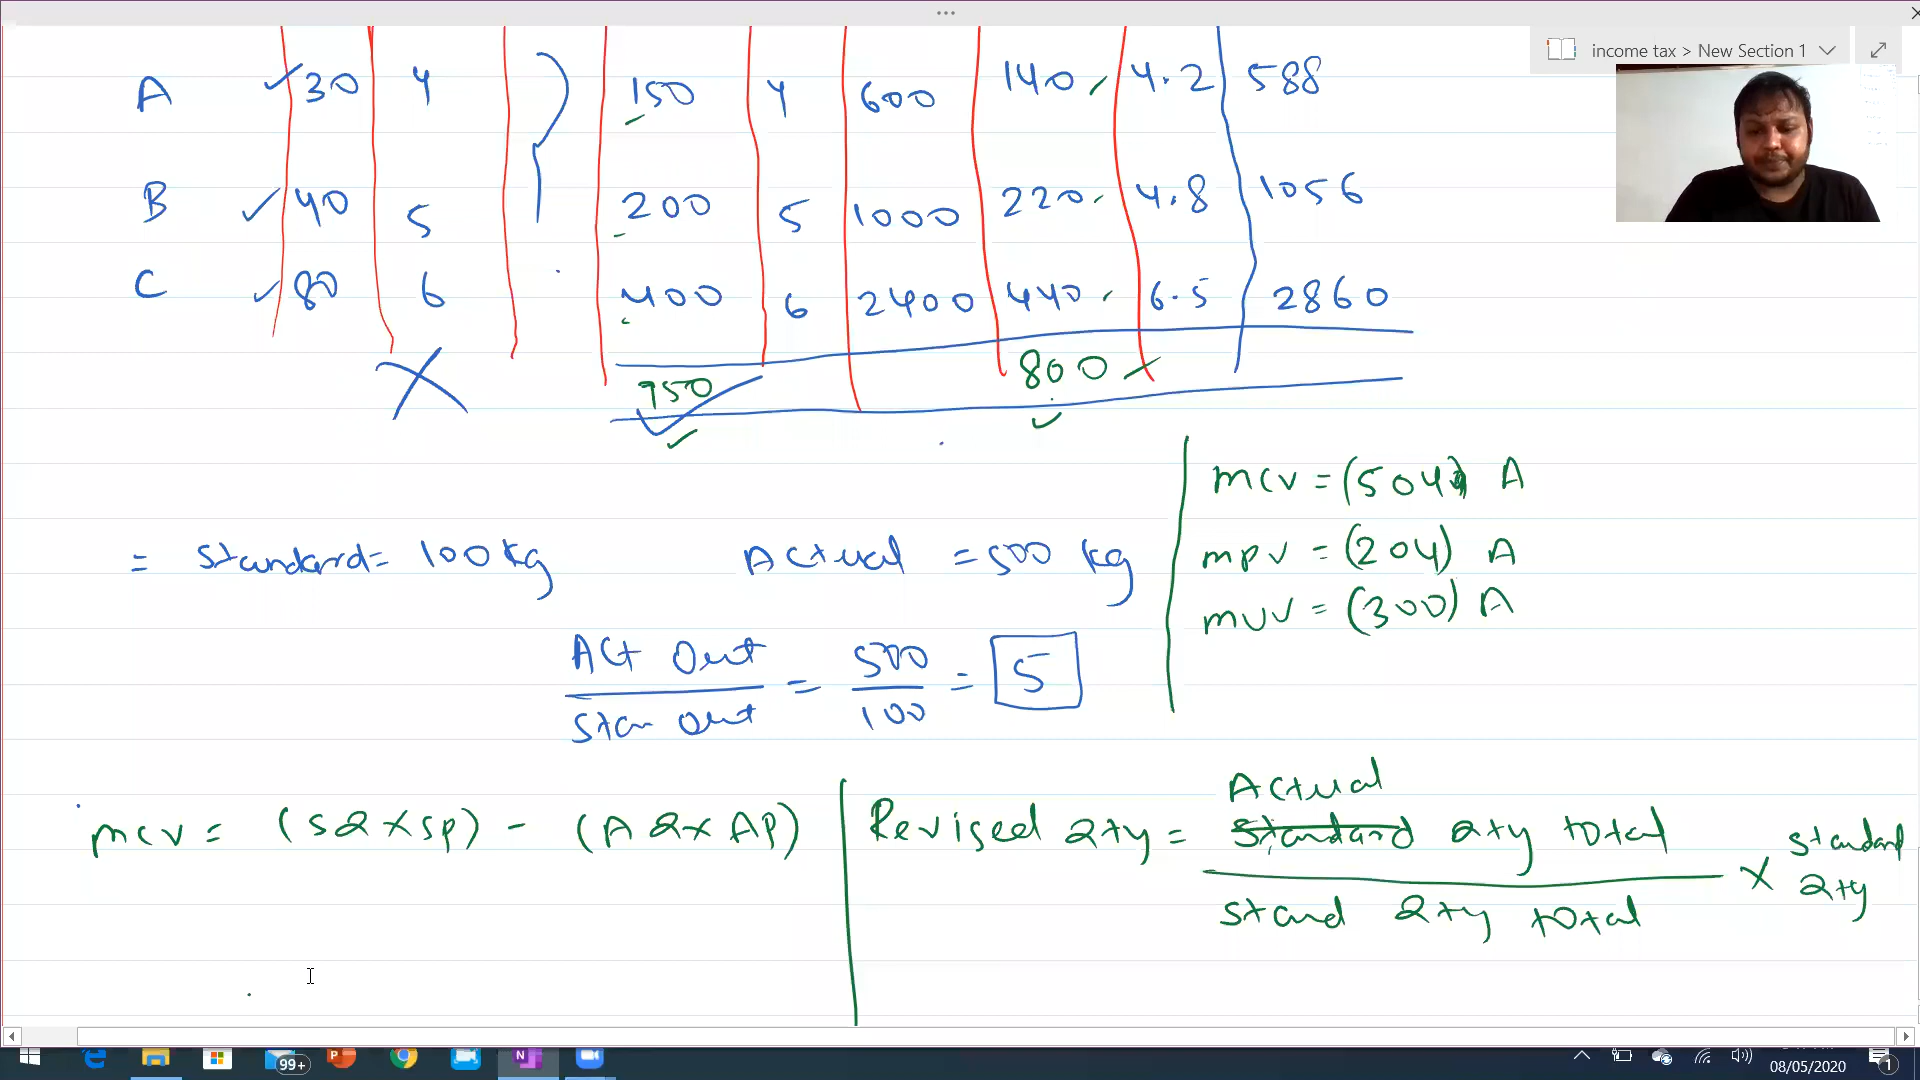 income tax > New Section 1
A 30 4 150 4 600 140 4.2 588
B 40 5 200 5 1000 220 4.8 1056
C 80 6 400 6 2400 440 6.5 2860
750 800
mcv = (504) A
= standard = 100 kg Actual = 500 kg
mpv = (204) A
muv = (300) A
Act Out = 500 = 5
Stan Out 100
mcv = (SQ x SP) - (AQ x AP)
Revised Qty = Actual
Standard Qty total x standard Qty
stand Qty total
99+
08/05/2020
1